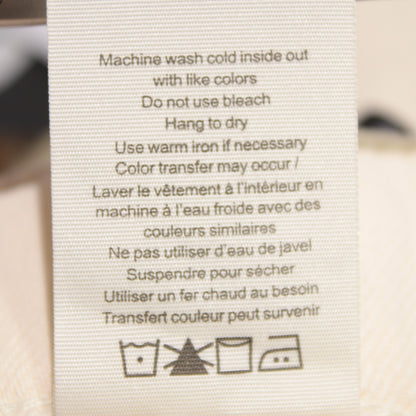 Machine wash cold inside out
with like colors
Do not use bleach
Hang to dry
Use warm iron if necessary
Color transfer may occur /
Laver le vêtement à l'intérieur en
machine à l'eau froide avec des
couleurs similaires
Ne pas utiliser d'eau de javel
Suspendre pour sécher
Utiliser un fer chaud au besoin
Transfert couleur peut survenir